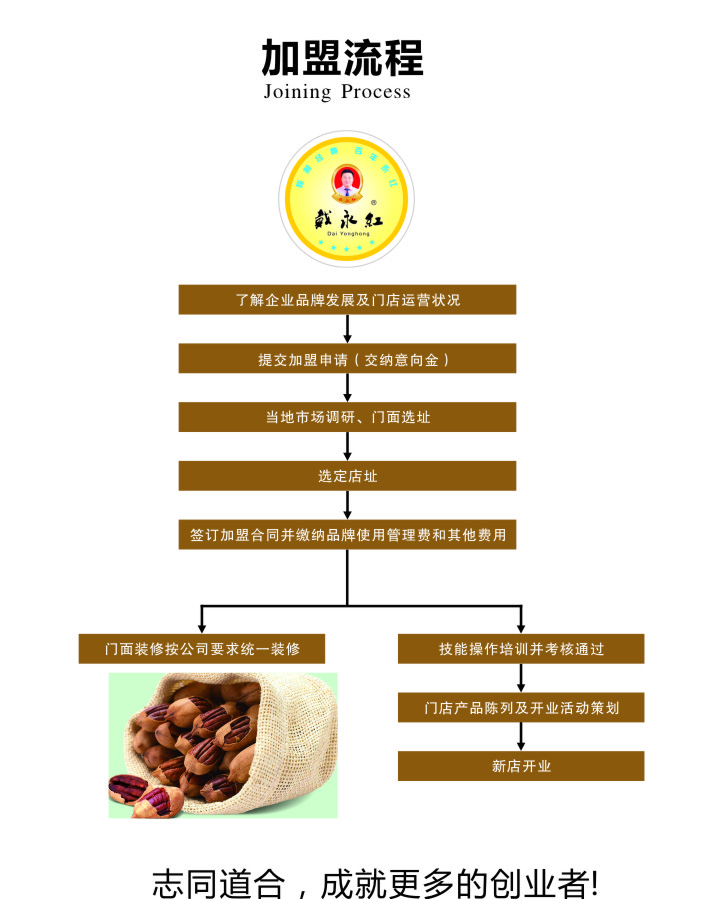 加盟流程
Joining Process
戴永红
®
Dai Yonghong
了解企业品牌发展及门店运营状况
提交加盟申请（交纳意向金）
当地市场调研、门面选址
选定店址
签订加盟合同并缴纳品牌使用管理费和其他费用
门面装修按公司要求统一装修
技能操作培训并考核通过
门店产品陈列及开业活动策划
新店开业
志同道合，成就更多的创业者!